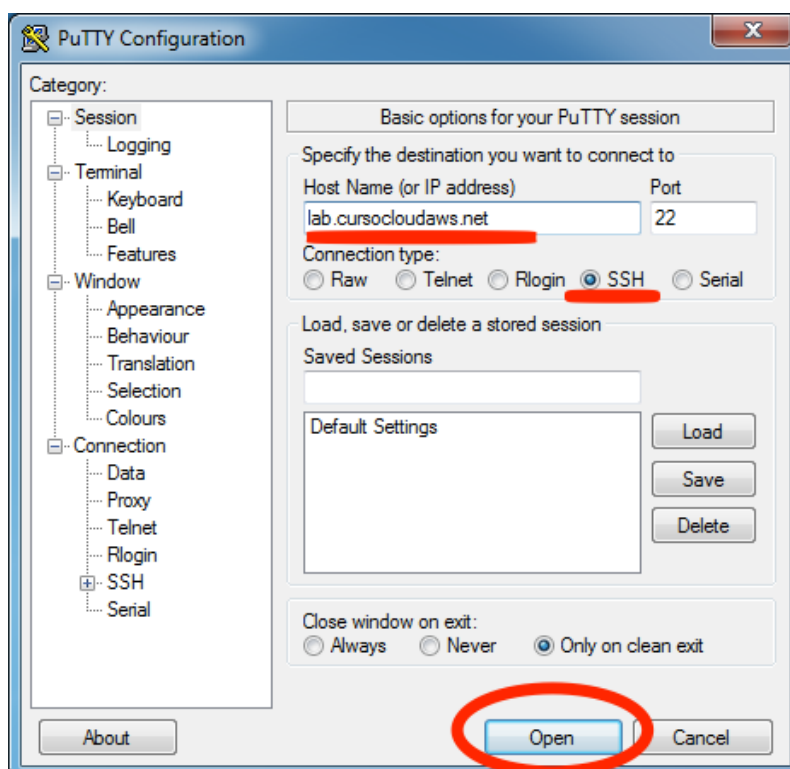 PuTTY Configuration
Category:
Session
Logging
Terminal
Keyboard
Bell
Features
Window
Appearance
Behaviour
Translation
Selection
Colours
Connection
Data
Proxy
Telnet
Rlogin
SSH
Serial
Basic options for your PuTTY session
Specify the destination you want to connect to
Host Name (or IP address) Port
lab.cursocloudaws.net 22
Connection type:
Raw Telnet Rlogin SSH Serial
Load, save or delete a stored session
Saved Sessions
Default Settings
Load
Save
Delete
Close window on exit:
Always Never Only on clean exit
About Open Cancel